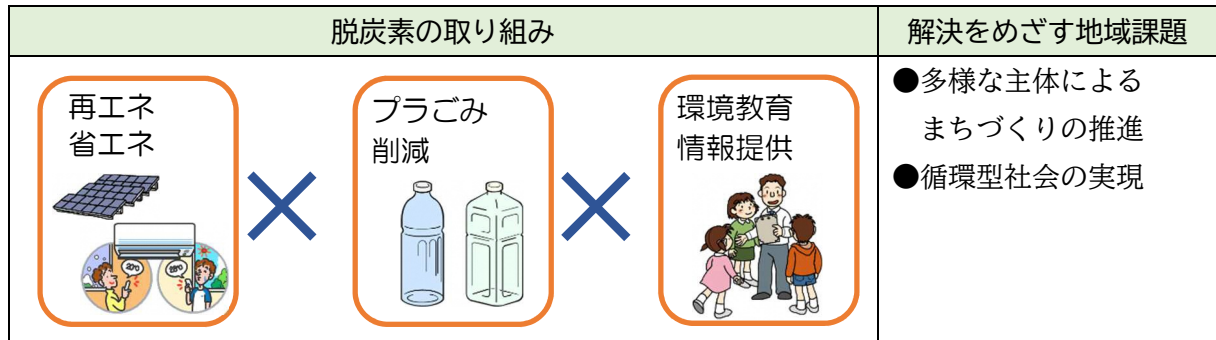 脱炭素の取り組み
解決をめざす地域課題
再エネ
省エネ
プラごみ
削減
環境教育
情報提供
20℃
28℃
●多様な主体による
まちづくりの推進
●循環型社会の実現